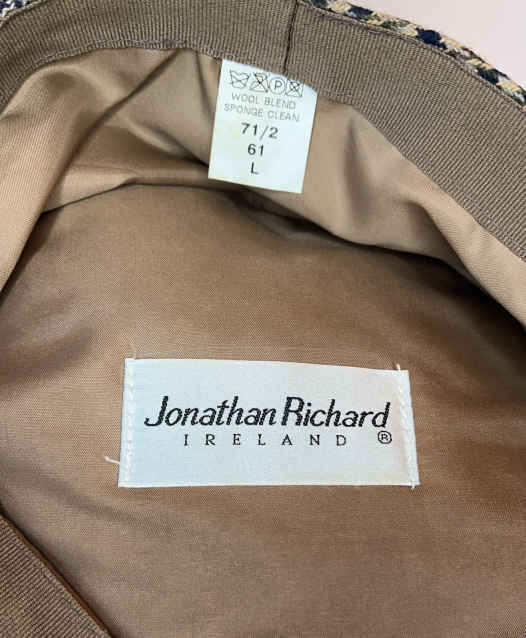 P
WOOL BLEND
SPONGE CLEAN
71/2
61
L
Jonathan Richard
IRELAND ®